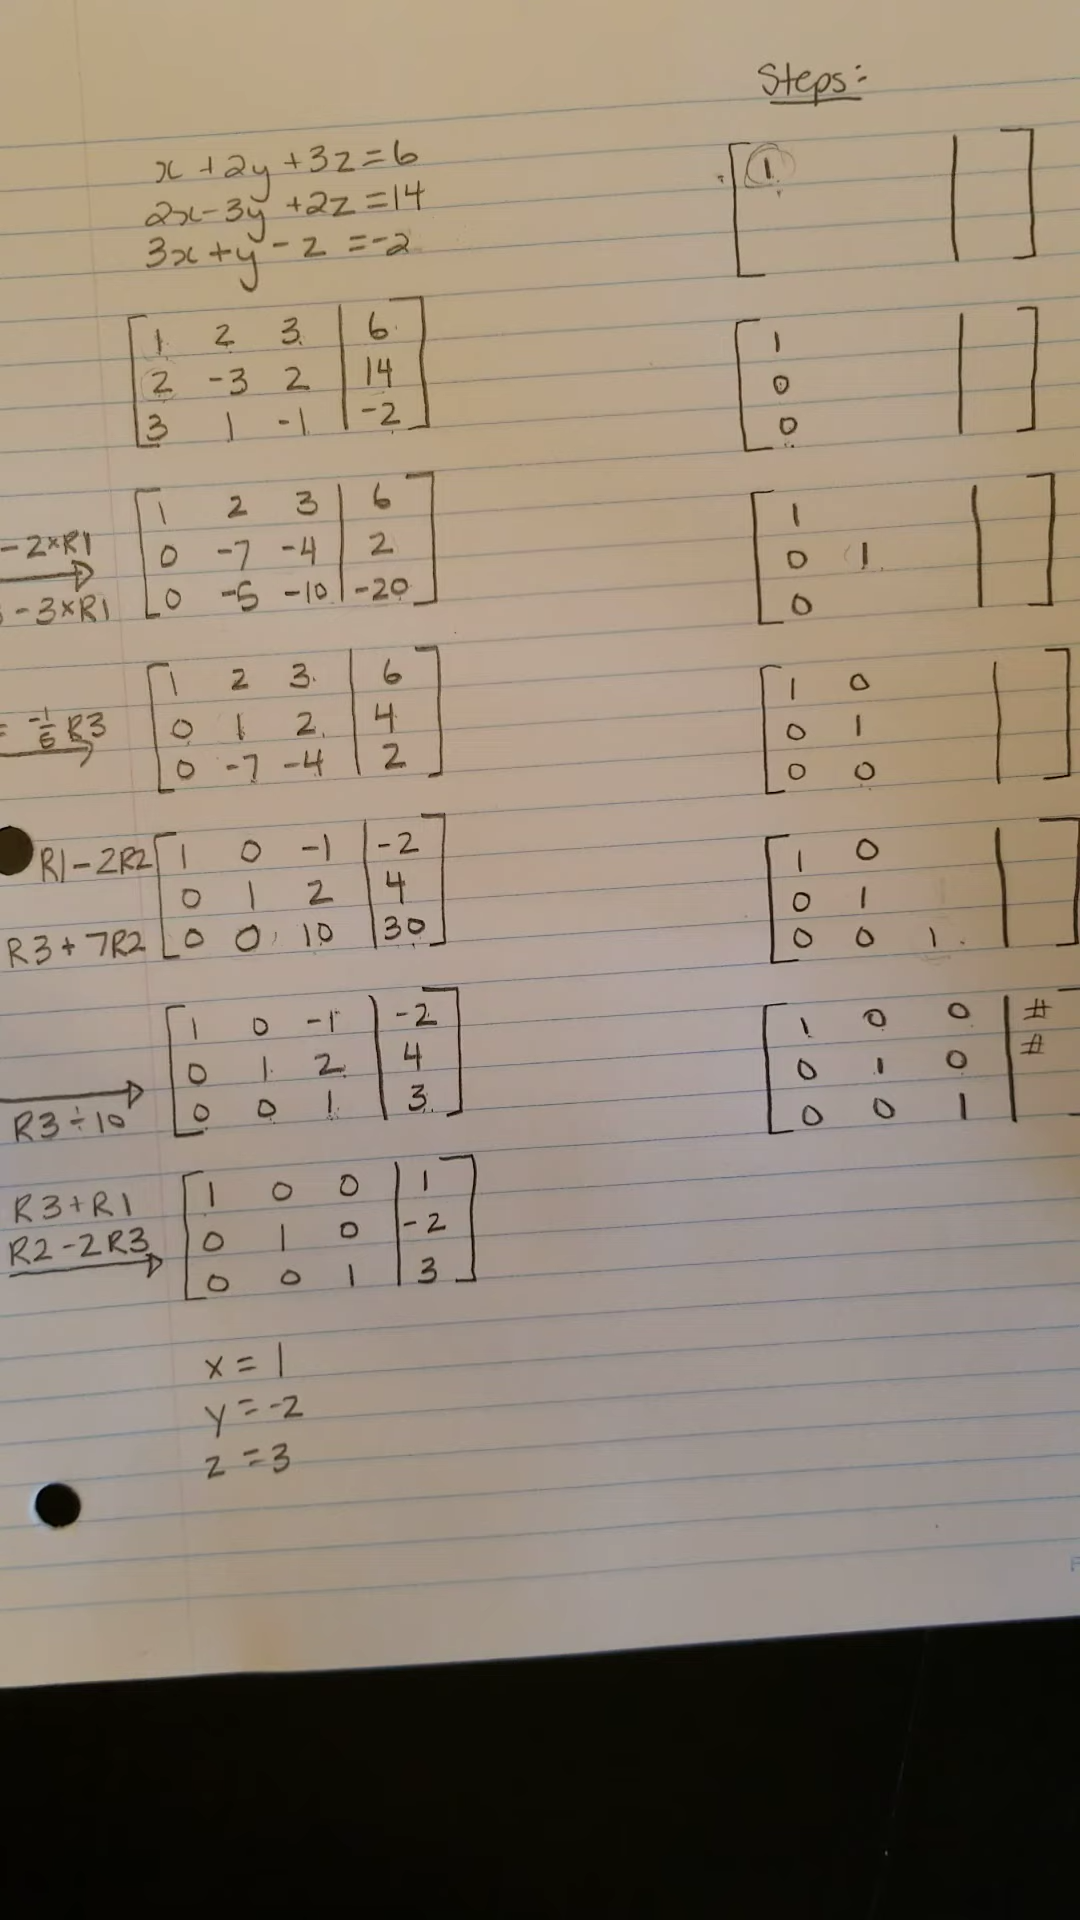 Steps:
x + 2y + 3z = 6
2x - 3y + 2z = 14
3x + y - z = -2
1 2 3 | 6
2 -3 2 | 14
3 1 -1 | -2
- 2×R1
- 3×R1
1 2 3 | 6
0 -7 -4 | 2
0 -5 -10 | -20
= -1/5 R3
1 2 3 | 6
0 1 2 | 4
0 -7 -4 | 2
R1 - 2R2
R3 + 7R2
1 0 -1 | -2
0 1 2 | 4
0 0 10 | 30
R3 ÷ 10
1 0 -1 | -2
0 1 2 | 4
0 0 1 | 3
R3 + R1
R2 - 2R3
1 0 0 | 1
0 1 0 | -2
0 0 1 | 3
x = 1
y = -2
z = 3
1
1
0
0
1
0 1
0
1 0
0 1
0 0
1 0
0 1
0 0 1
1 0 0 | #
0 1 0 | #
0 0 1 |